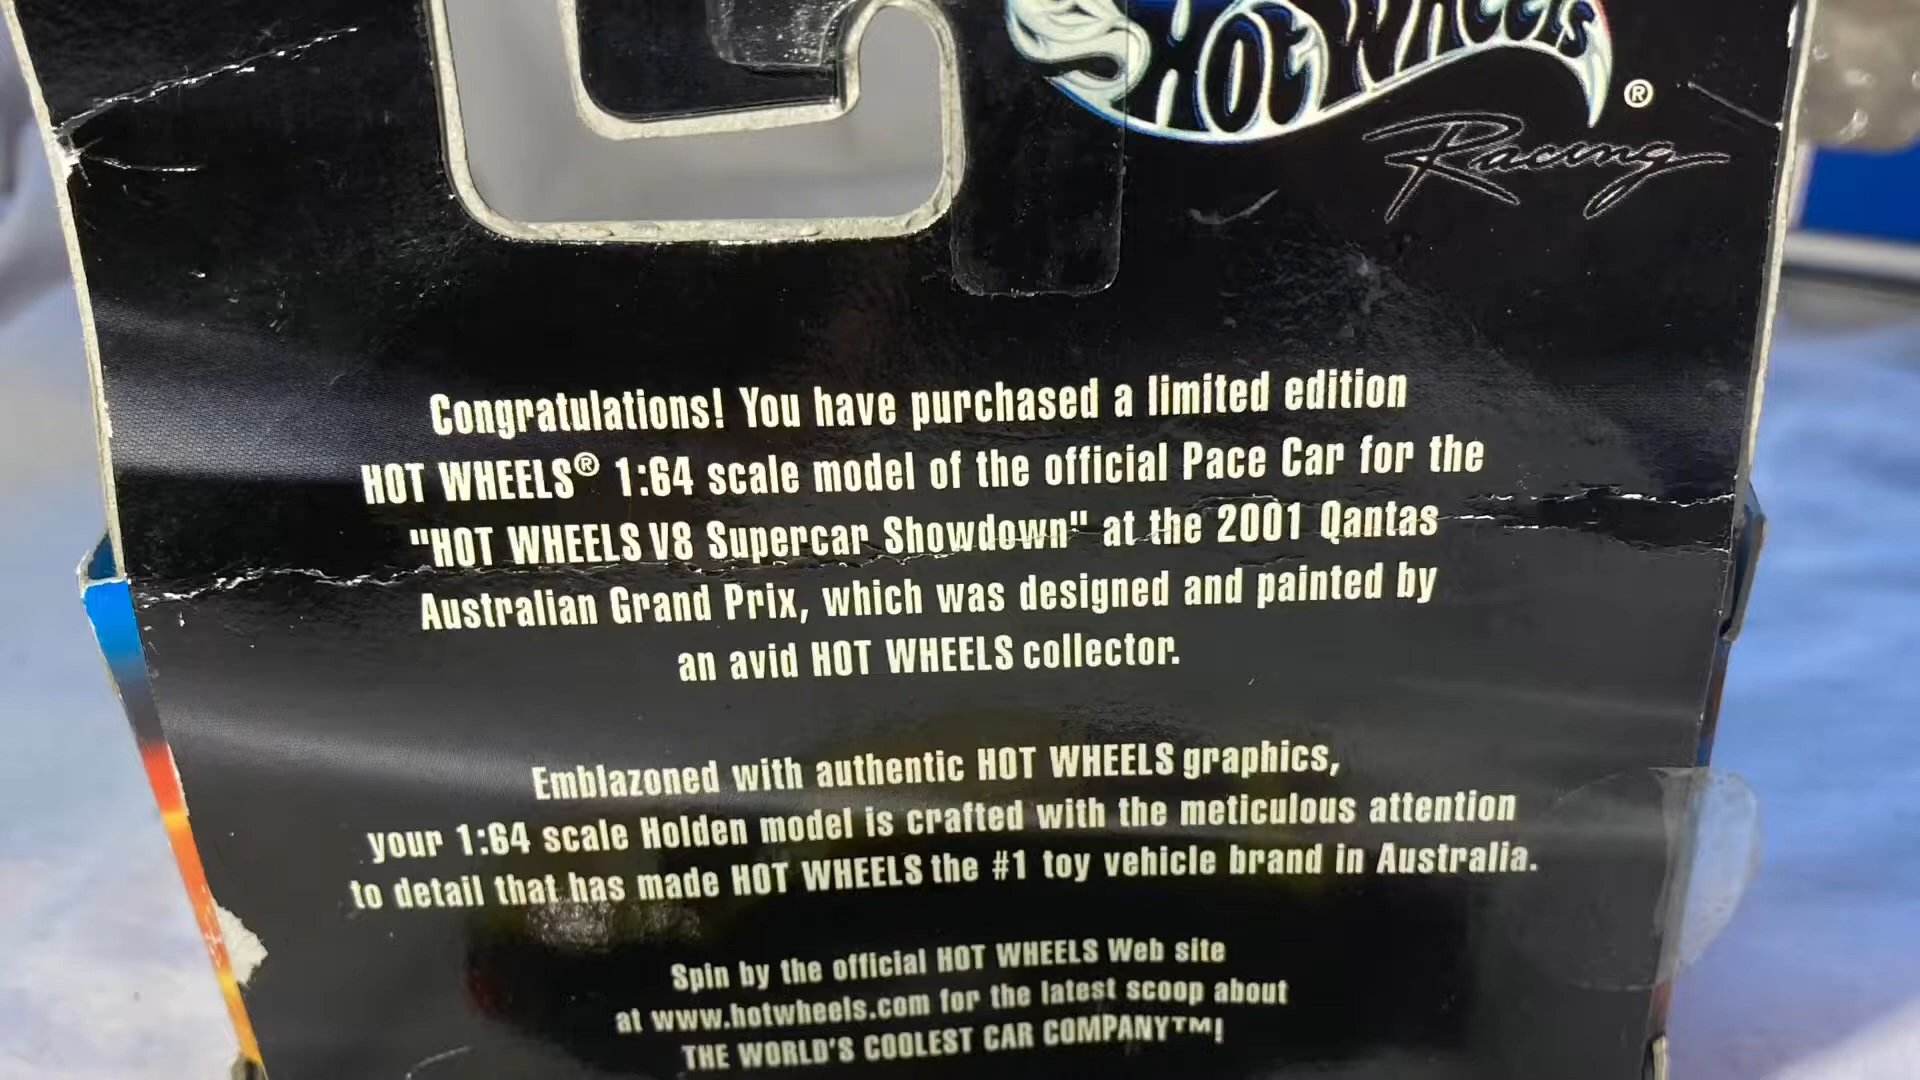 HOT WHEELS®
Racing
Congratulations! You have purchased a limited edition
HOT WHEELS® 1:64 scale model of the official Pace Car for the
"HOT WHEELS V8 Supercar Showdown" at the 2001 Qantas
Australian Grand Prix, which was designed and painted by
an avid HOT WHEELS collector.
Emblazoned with authentic HOT WHEELS graphics,
your 1:64 scale Holden model is crafted with the meticulous attention
to detail that has made HOT WHEELS the #1 toy vehicle brand in Australia.
Spin by the official HOT WHEELS Web site
at www.hotwheels.com for the latest scoop about
THE WORLD'S COOLEST CAR COMPANY™!